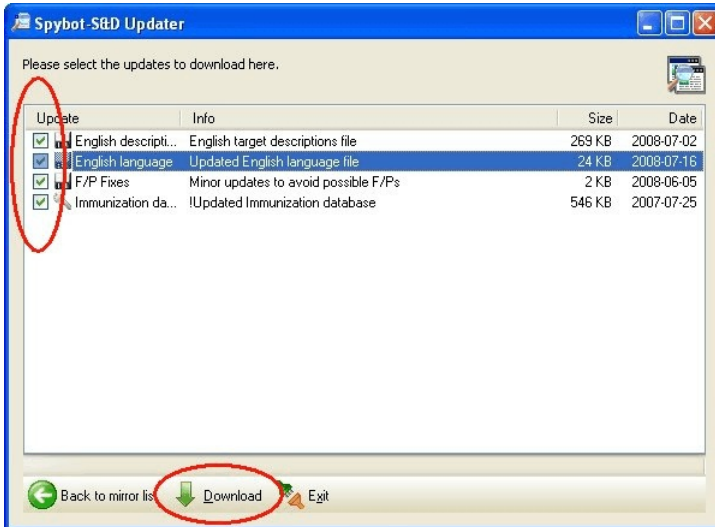 Spybot-S&D Updater
Please select the updates to download here.
Update Info Size Date
English descripti... English target descriptions file 269 KB 2008-07-02
English language Updated English language file 24 KB 2008-07-16
F/P Fixes Minor updates to avoid possible F/Ps 2 KB 2008-06-05
Immunization da... !Updated Immunization database 546 KB 2007-07-25
Back to mirror list Download Exit